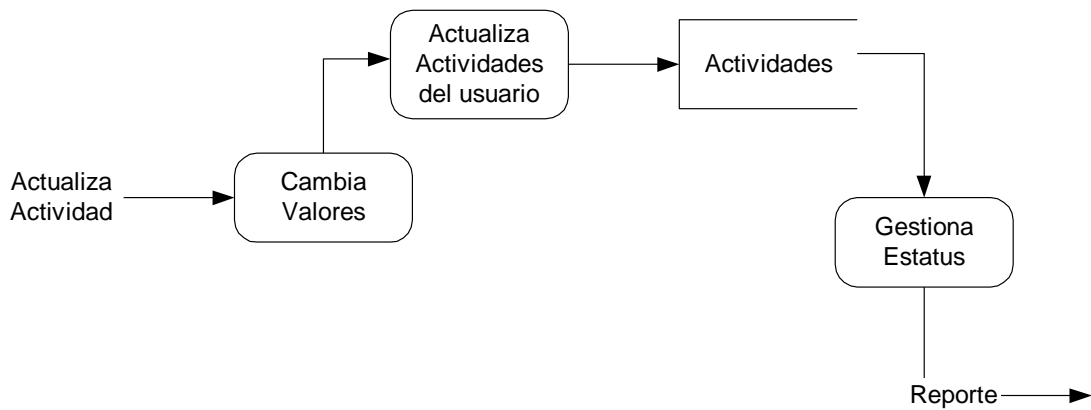 Actualiza
Actividades
del usuario
Actividades
Actualiza
Actividad
Cambia
Valores
Gestiona
Estatus
Reporte